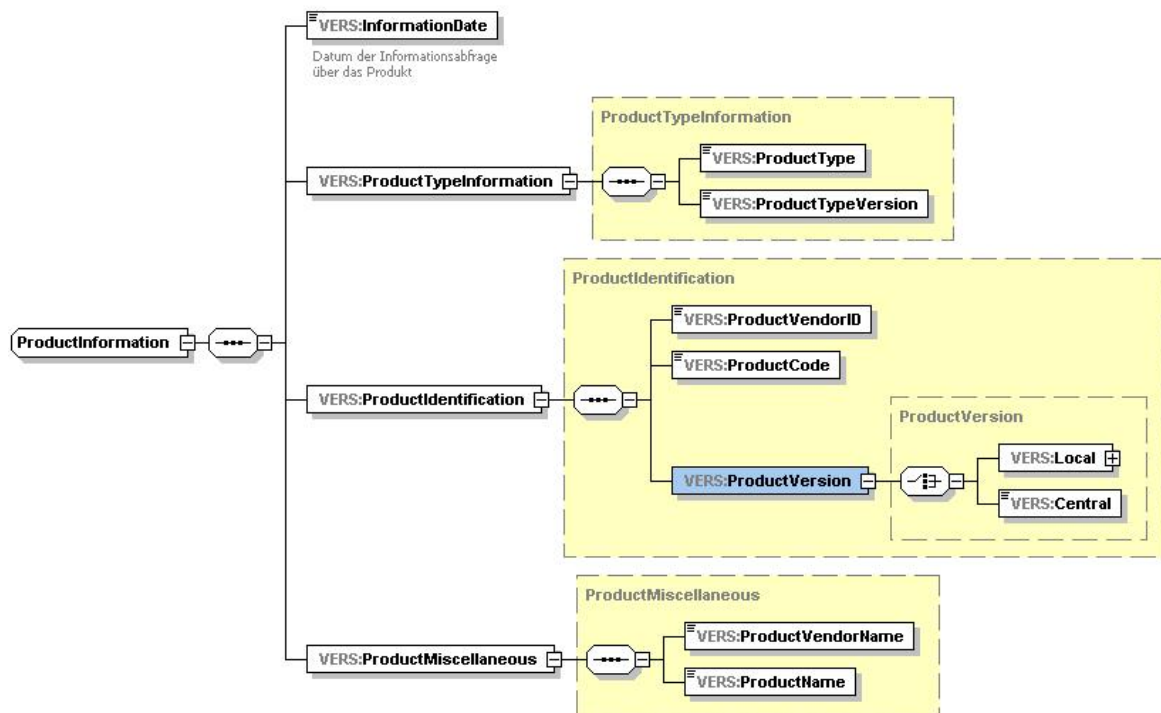 VERS:InformationDate
Datum der Informationsabfrage
über das Produkt
ProductTypeInformation
VERS:ProductType
VERS:ProductTypeInformation
VERS:ProductTypeVersion
ProductIdentification
VERS:ProductVendorID
ProductInformation
VERS:ProductCode
VERS:ProductIdentification
ProductVersion
VERS:Local
VERS:ProductVersion
VERS:Central
ProductMiscellaneous
VERS:ProductVendorName
VERS:ProductMiscellaneous
VERS:ProductName